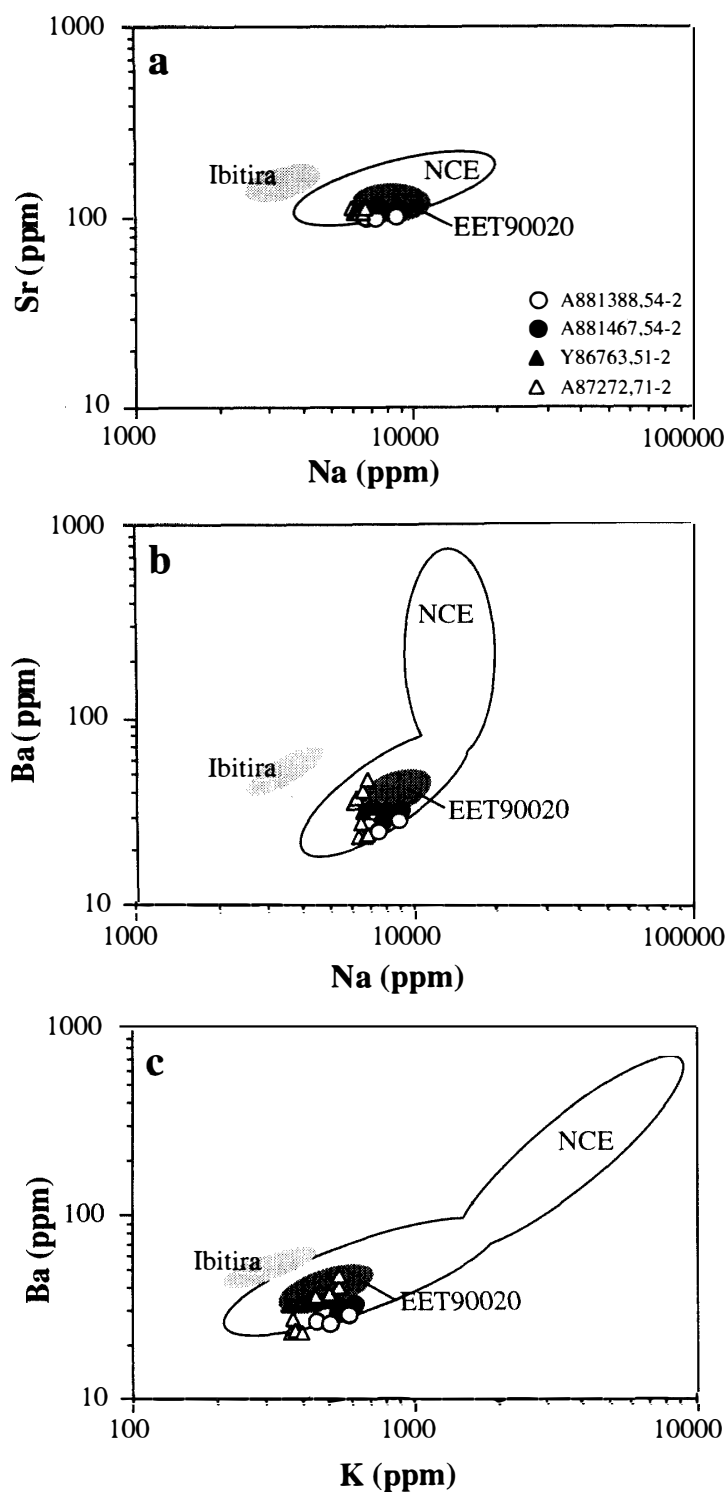 1000
a
Ibitira
NCE
100
EET90020
Sr (ppm)
A881388,54-2
A881467,54-2
Y86763,51-2
A87272,71-2
10
1000 10000 100000
Na (ppm)
1000
b
NCE
100
Ba (ppm)
Ibitira
EET90020
10
1000 10000 100000
Na (ppm)
1000
c
NCE
100
Ibitira
Ba (ppm)
EET90020
10
100 1000 10000
K (ppm)